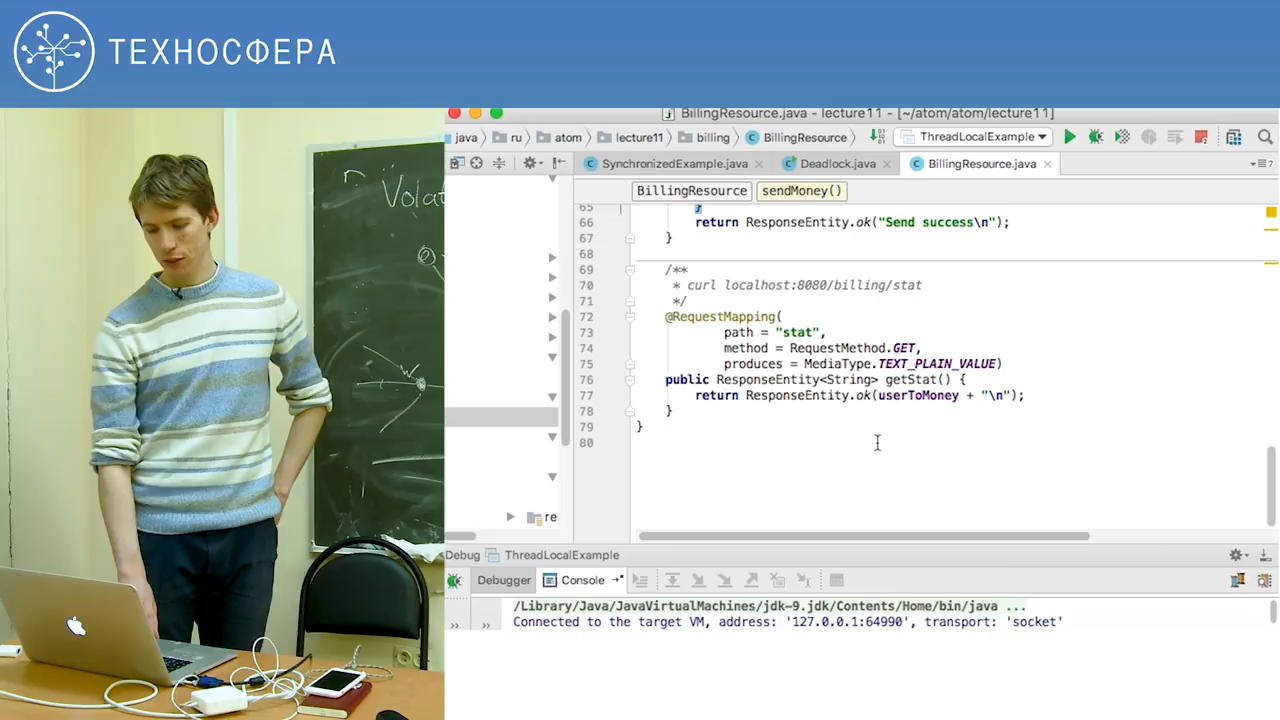 ТЕХНОСФЕРА
BillingResource.java - lecture11 - [~/atom/atom/lecture11]
java ru atom lecture11 billing BillingResource ThreadLocalExample
SynchronizedExample.java Deadlock.java BillingResource.java
BillingResource sendMoney()
65 }
66 return ResponseEntity.ok("Send success\n");
67 }
68
69 /**
70 * curl localhost:8080/billing/stat
71 */
72 @RequestMapping(
73 path = "stat",
74 method = RequestMethod.GET,
75 produces = MediaType.TEXT_PLAIN_VALUE)
76 public ResponseEntity<String> getStat() {
77 return ResponseEntity.ok(userToMoney + "\n");
78 }
79 }
80
re
Debug ThreadLocalExample
Debugger Console
/Library/Java/JavaVirtualMachines/jdk-9.jdk/Contents/Home/bin/java ...
Connected to the target VM, address: '127.0.0.1:64990', transport: 'socket'
Volat